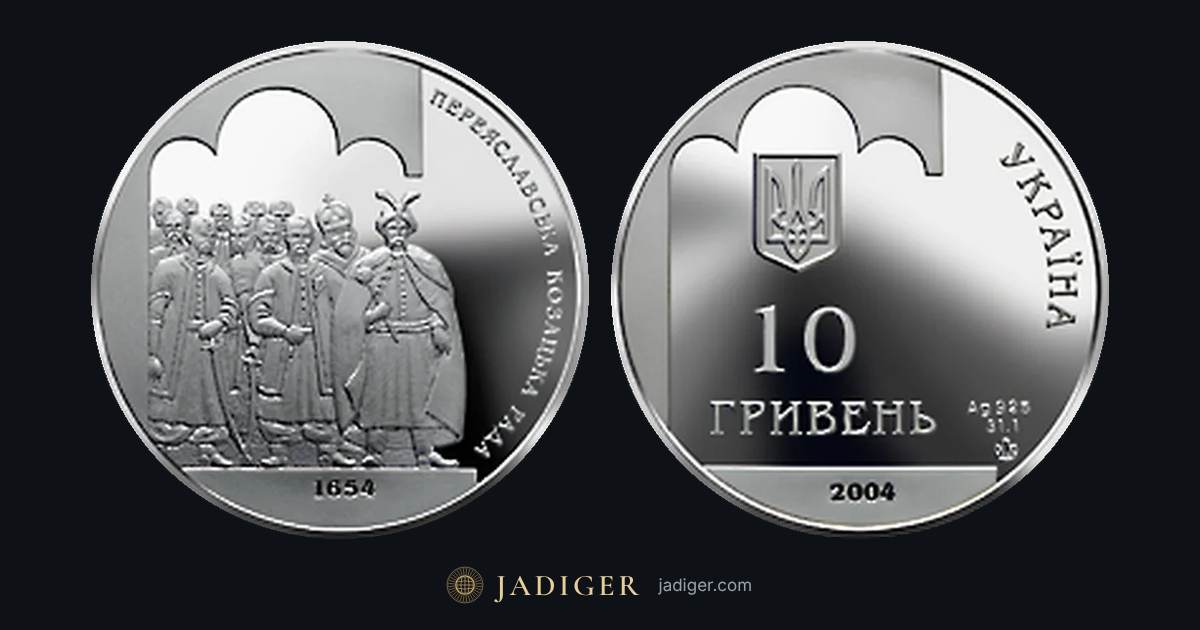 ПЕРЕЯСЛАВСЬКА КОЗАЦЬКА РАДА
1654
УКРАЇНА
10
ГРИВЕНЬ
Ag 925
31.1
2004
JADIGER jadiger.com